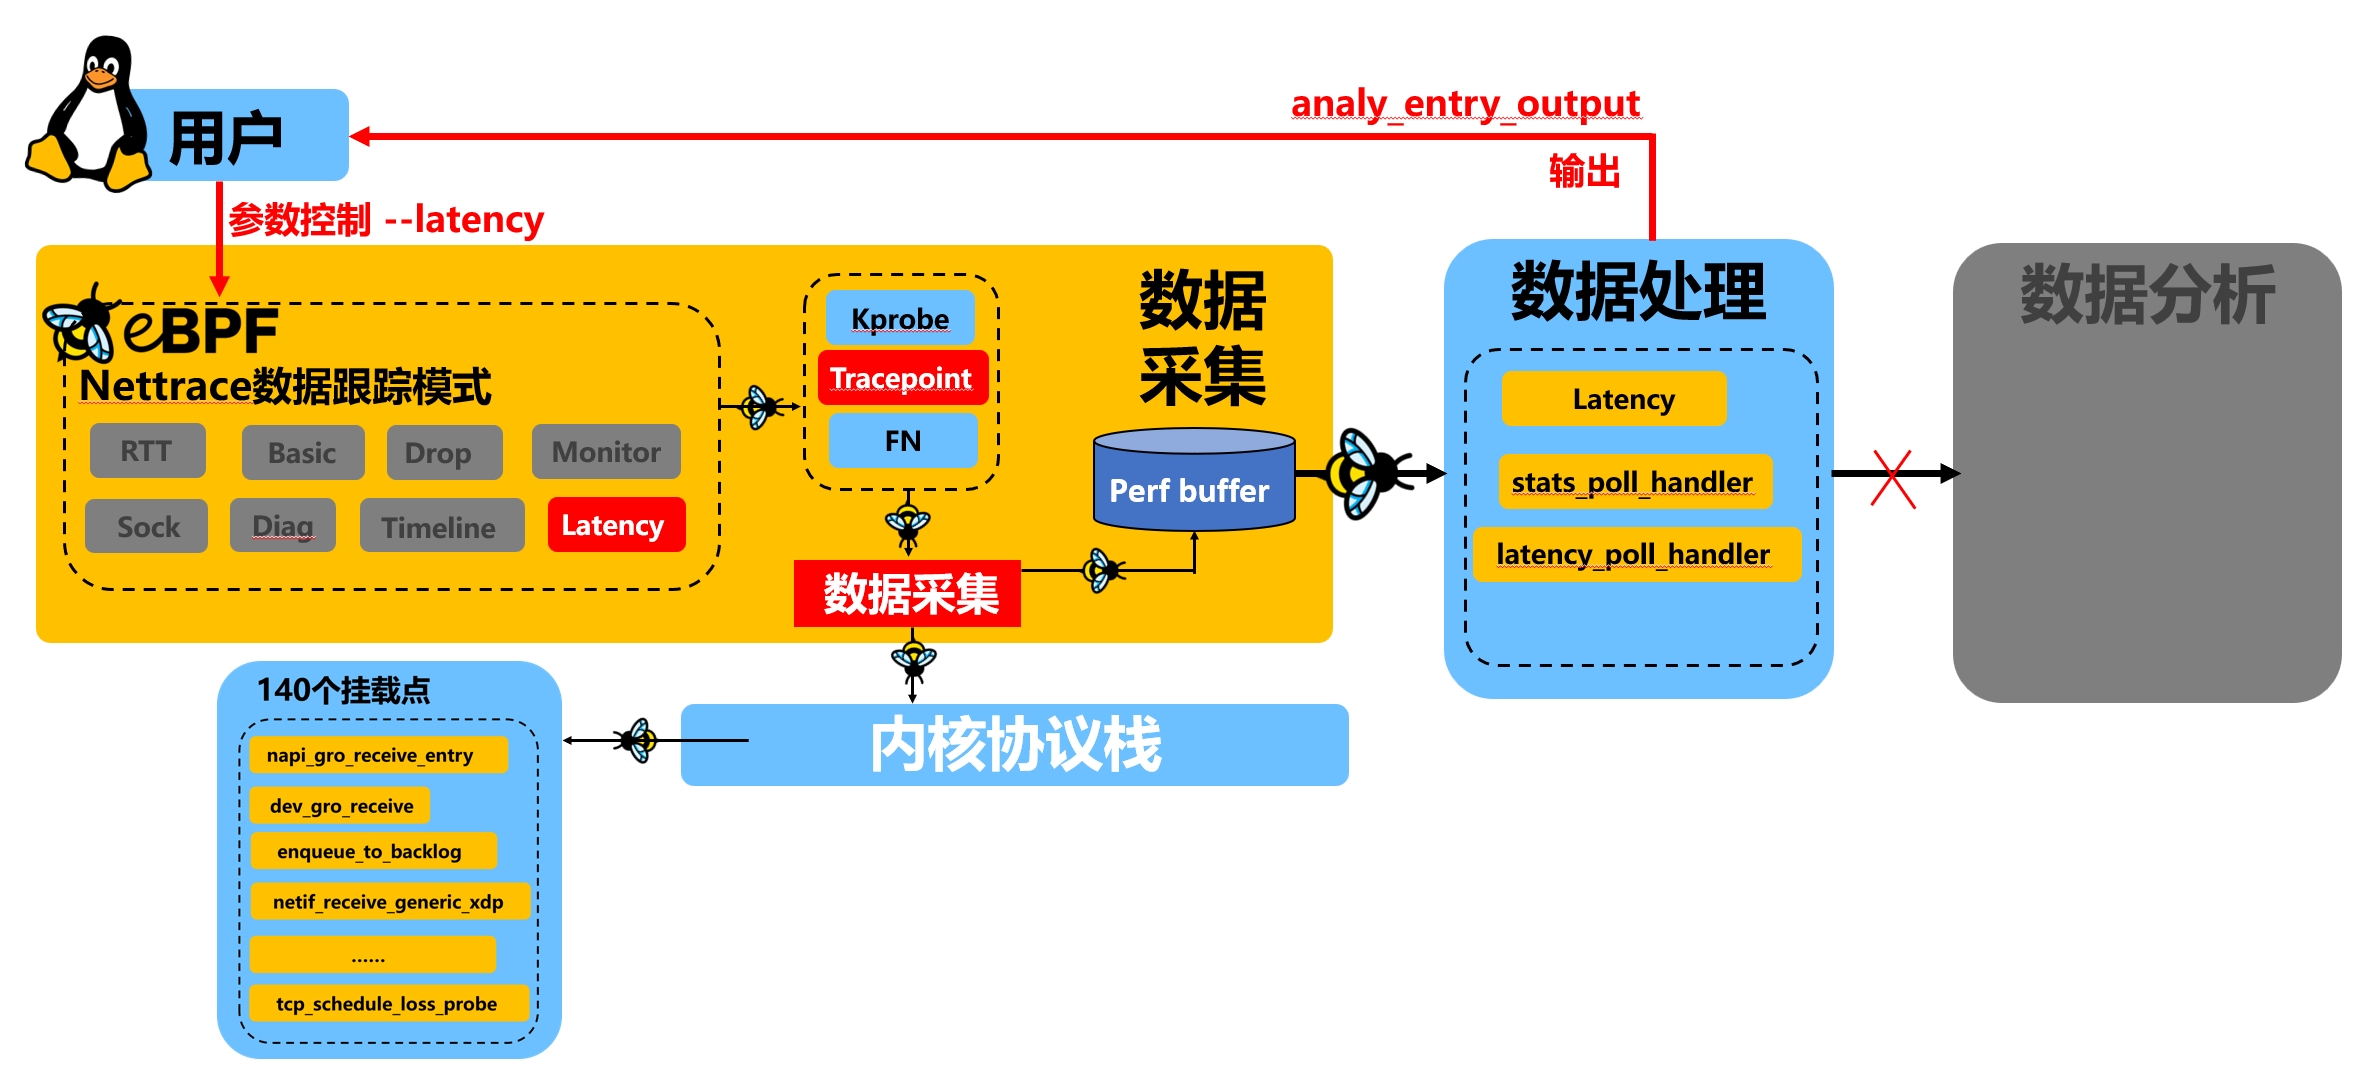 用户
analy_entry_output
输出
参数控制 --latency
eBPF
Nettrace数据跟踪模式
RTT
Basic
Drop
Monitor
Sock
Diag
Timeline
Latency
Kprobe
Tracepoint
FN
数据
采集
Perf buffer
数据采集
数据处理
Latency
stats_poll_handler
latency_poll_handler
数据分析
内核协议栈
140个挂载点
napi_gro_receive_entry
dev_gro_receive
enqueue_to_backlog
netif_receive_generic_xdp
......
tcp_schedule_loss_probe